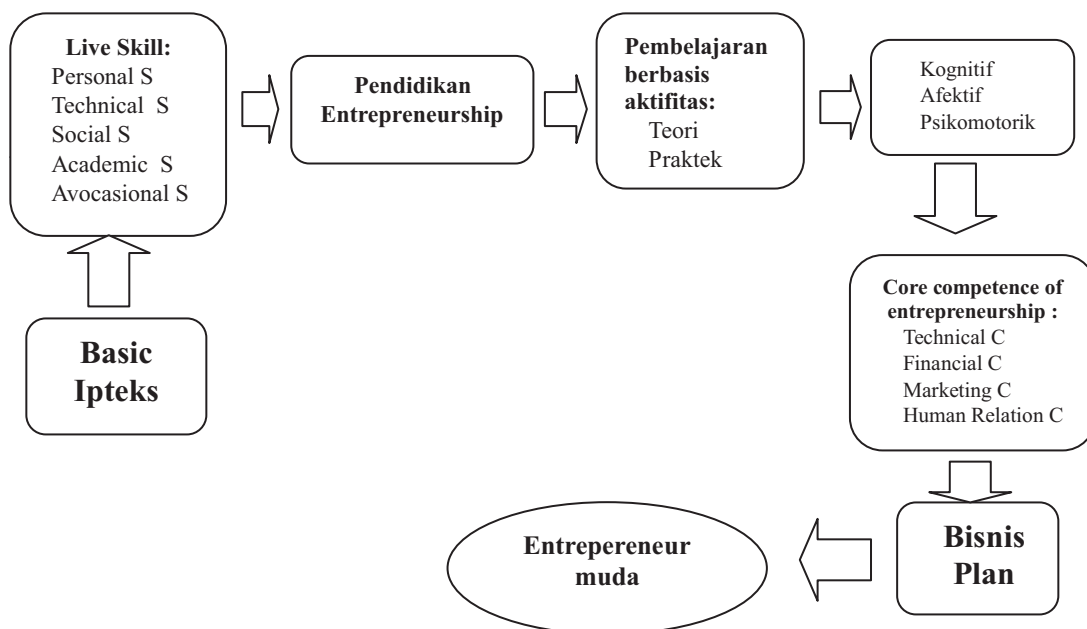 Live Skill:
Personal S
Technical S
Social S
Academic S
Avocasional S
Pendidikan
Entrepreneurship
Pembelajaran
berbasis
aktifitas:
Teori
Praktek
Kognitif
Afektif
Psikomotorik
Basic
Ipteks
Core competence of
entrepreneurship :
Technical C
Financial C
Marketing C
Human Relation C
Bisnis
Plan
Entrepereneur
muda